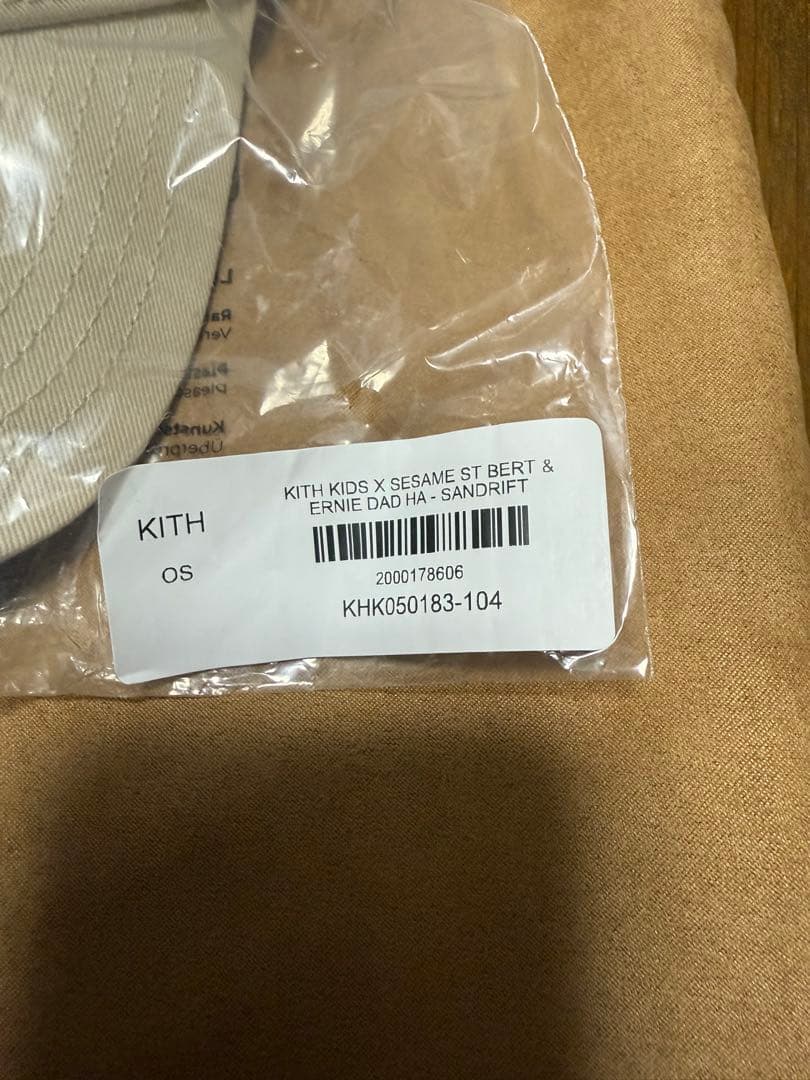 KITH
OS
KITH KIDS X SESAME ST BERT &
ERNIE DAD HA - SANDRIFT
2000178606
KHK050183-104